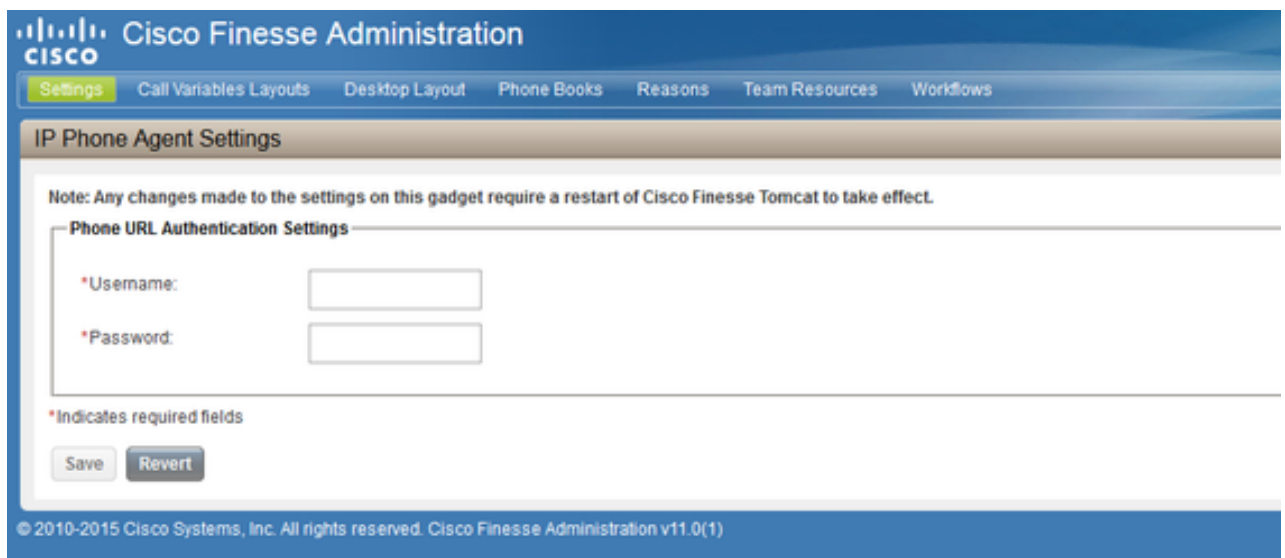 CISCO
Cisco Finesse Administration
Settings Call Variables Layouts Desktop Layout Phone Books Reasons Team Resources Workflows
IP Phone Agent Settings
Note: Any changes made to the settings on this gadget require a restart of Cisco Finesse Tomcat to take effect.
Phone URL Authentication Settings
*Username:
*Password:
*Indicates required fields
Save Revert
© 2010-2015 Cisco Systems, Inc. All rights reserved. Cisco Finesse Administration v11.0(1)